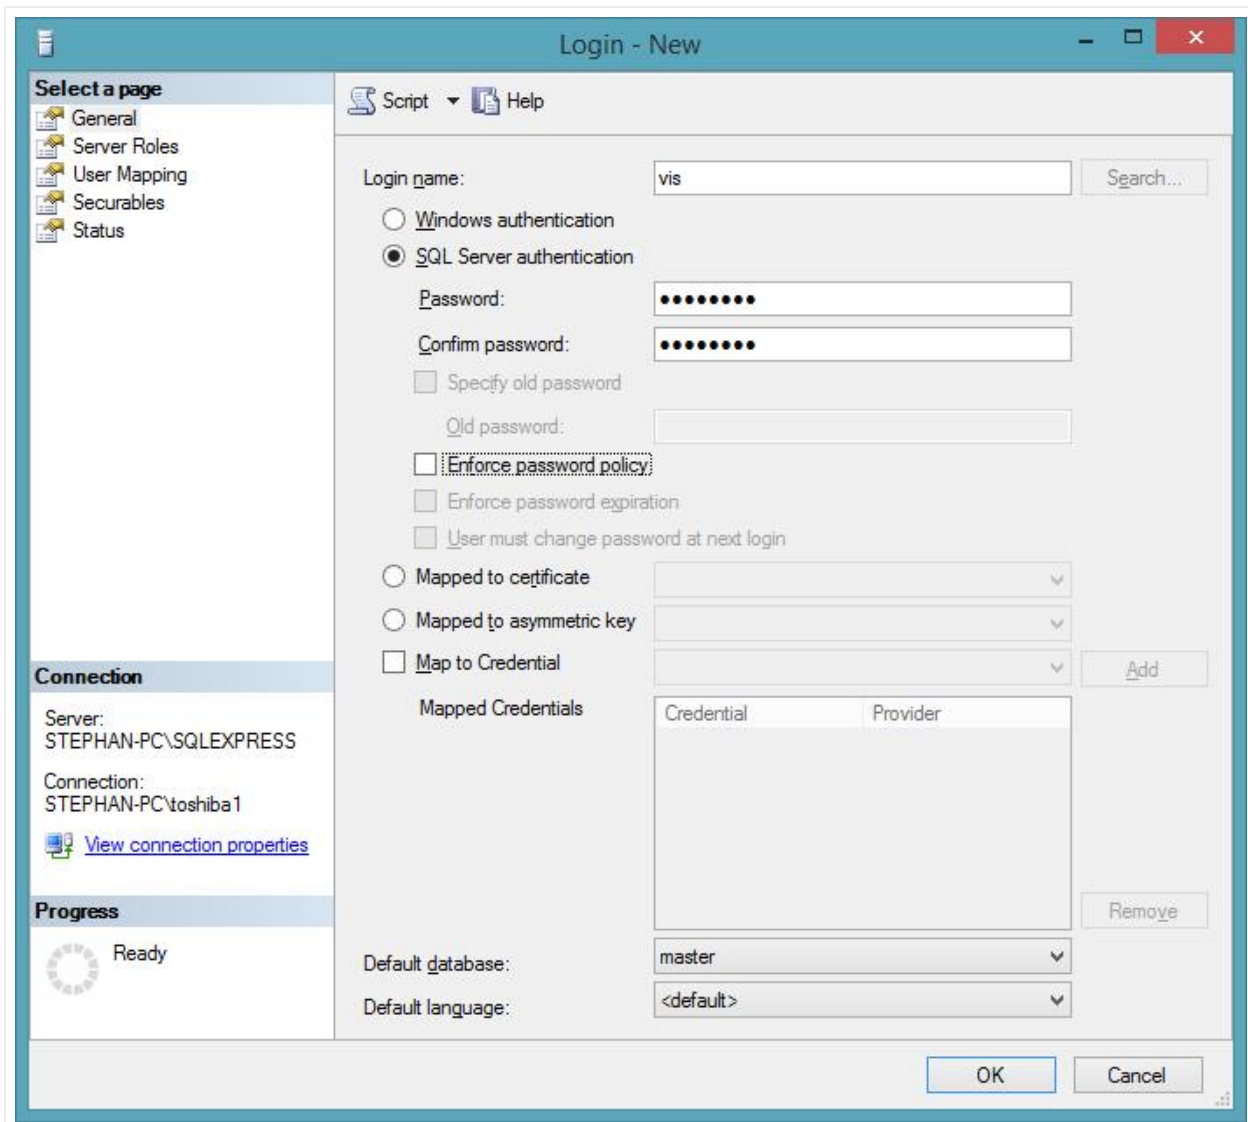 Login - New
Select a page
General
Server Roles
User Mapping
Securables
Status
Script Help
Login name: vis Search...
Windows authentication
SQL Server authentication
Password: ●●●●●●●●
Confirm password: ●●●●●●●●
Specify old password
Old password:
Enforce password policy
Enforce password expiration
User must change password at next login
Mapped to certificate
Mapped to asymmetric key
Map to Credential Add
Mapped Credentials Credential Provider
Remove
Default database: master
Default language: <default>
Connection
Server:
STEPHAN-PC\SQLEXPRESS
Connection:
STEPHAN-PC\toshiba1
View connection properties
Progress
Ready
OK Cancel